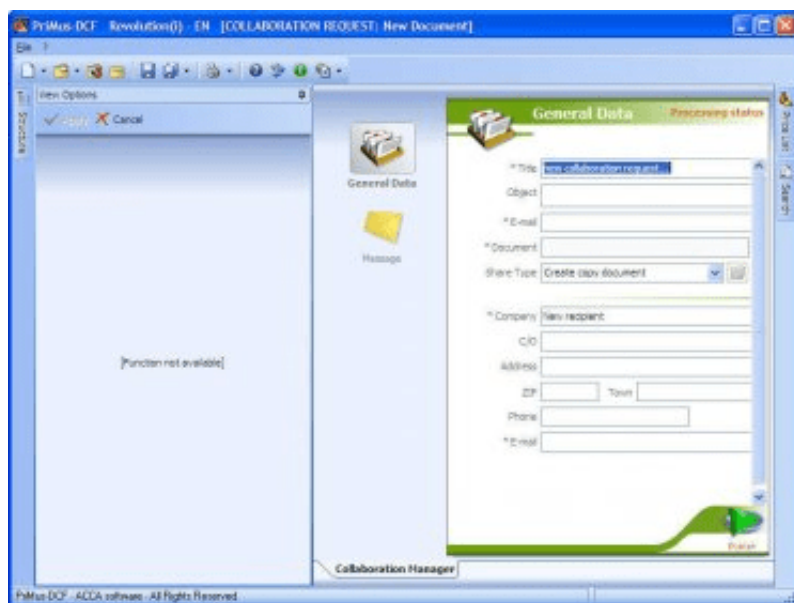 PriMus-DCF Revolution(i) - EN [COLLABORATION REQUEST: New Document]
File ?
View Options
Apply Cancel
Structure
[Function not available]
General Data
Message
General Data Processing status
* Title new collaboration request...
Object
* E-mail
* Document
Share Type Create copy document
* Company New recipient
C/O
Address
ZIP Town
Phone
* E-mail
Publish
Collaboration Manager
Price List
Search
PriMus-DCF - ACCA software - All Rights Reserved